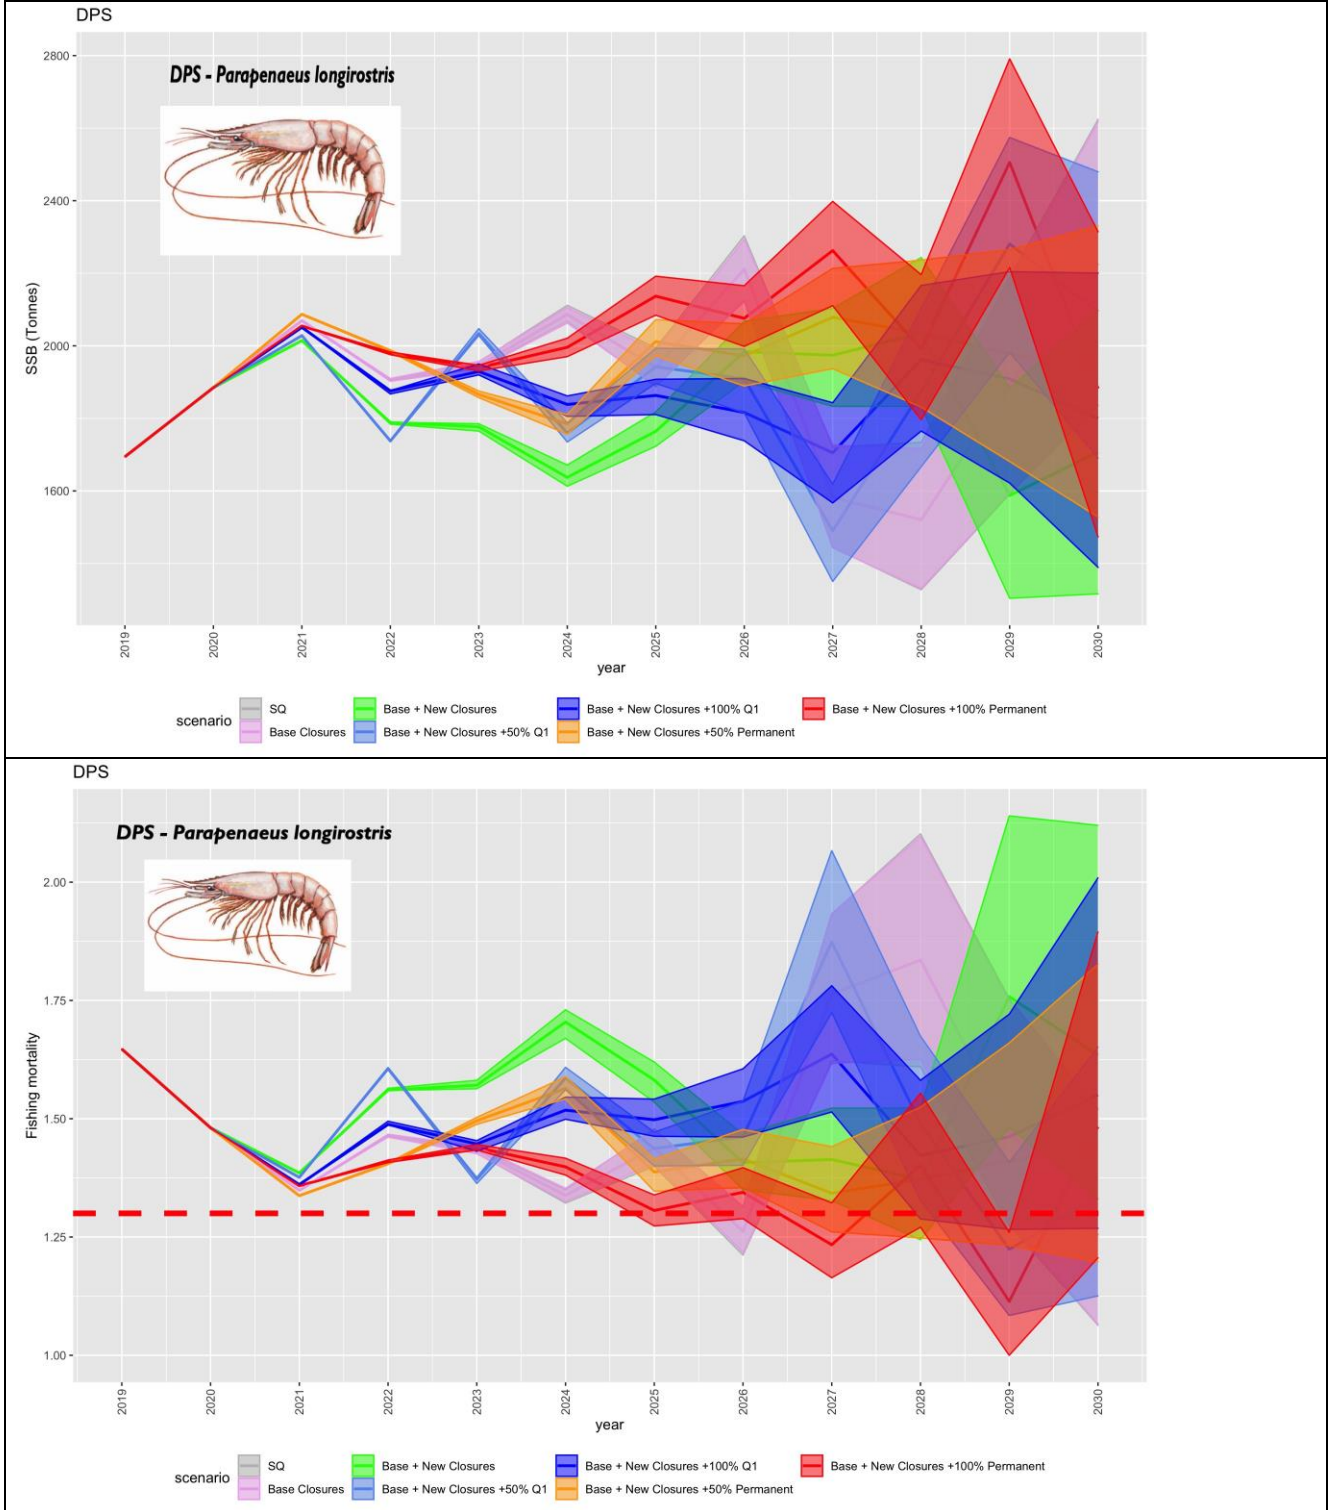 DPS
DPS - Parapenaeus longirostris
2800
2400
2000
1600
SSB (Tonnes)
2019 2020 2021 2022 2023 2024 2025 2026 2027 2028 2029 2030
year
scenario
SQ Base + New Closures Base + New Closures +100% Q1 Base + New Closures +100% Permanent
Base Closures Base + New Closures +50% Q1 Base + New Closures +50% Permanent
DPS
DPS - Parapenaeus longirostris
2.00
1.75
1.50
1.25
1.00
Fishing mortality
2019 2020 2021 2022 2023 2024 2025 2026 2027 2028 2029 2030
year
scenario
SQ Base + New Closures Base + New Closures +100% Q1 Base + New Closures +100% Permanent
Base Closures Base + New Closures +50% Q1 Base + New Closures +50% Permanent